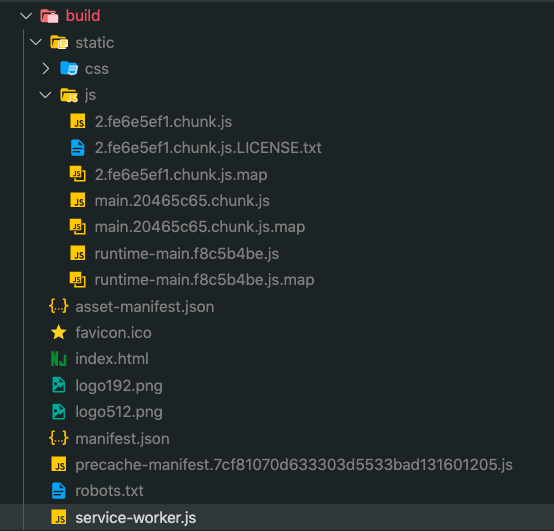 build
static
css
js
2.fe6e5ef1.chunk.js
2.fe6e5ef1.chunk.js.LICENSE.txt
2.fe6e5ef1.chunk.js.map
main.20465c65.chunk.js
main.20465c65.chunk.js.map
runtime-main.f8c5b4be.js
runtime-main.f8c5b4be.js.map
asset-manifest.json
favicon.ico
index.html
logo192.png
logo512.png
manifest.json
precache-manifest.7cf81070d633303d5533bad131601205.js
robots.txt
service-worker.js